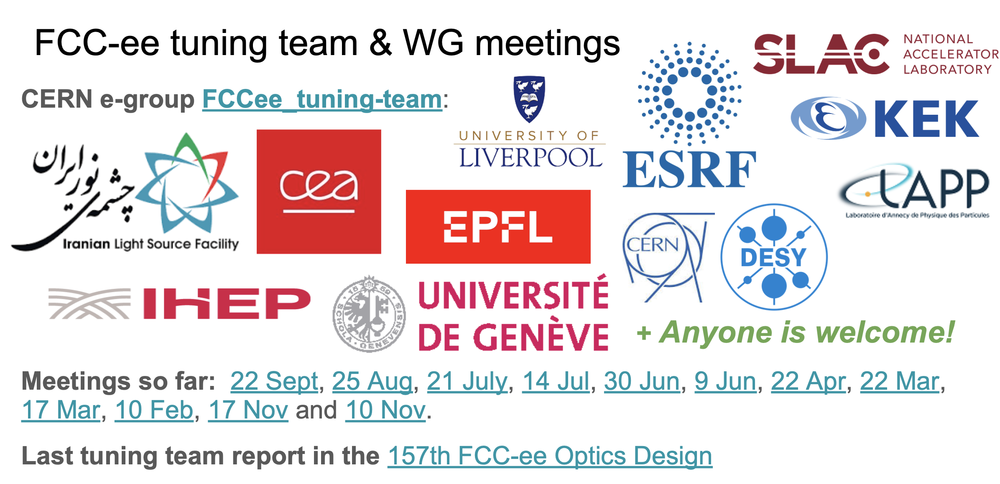 FCC-ee tuning team & WG meetings
SLAC NATIONAL
ACCELERATOR
LABORATORY
CERN e-group FCCee_tuning-team:
FIAT LUX
UNIVERSITY OF
LIVERPOOL
ESRF
KEK
چشمه‌ی نور ایران
Iranian Light Source Facility
cea
EPFL
LAPP
Laboratoire d'Annecy de Physique des Particules
CERN
DESY
IHEP
1559
SCHOLA GENEVENSIS
UNIVERSITÉ
DE GENÈVE
+ Anyone is welcome!
Meetings so far: 22 Sept, 25 Aug, 21 July, 14 Jul, 30 Jun, 9 Jun, 22 Apr, 22 Mar,
17 Mar, 10 Feb, 17 Nov and 10 Nov.
Last tuning team report in the 157th FCC-ee Optics Design